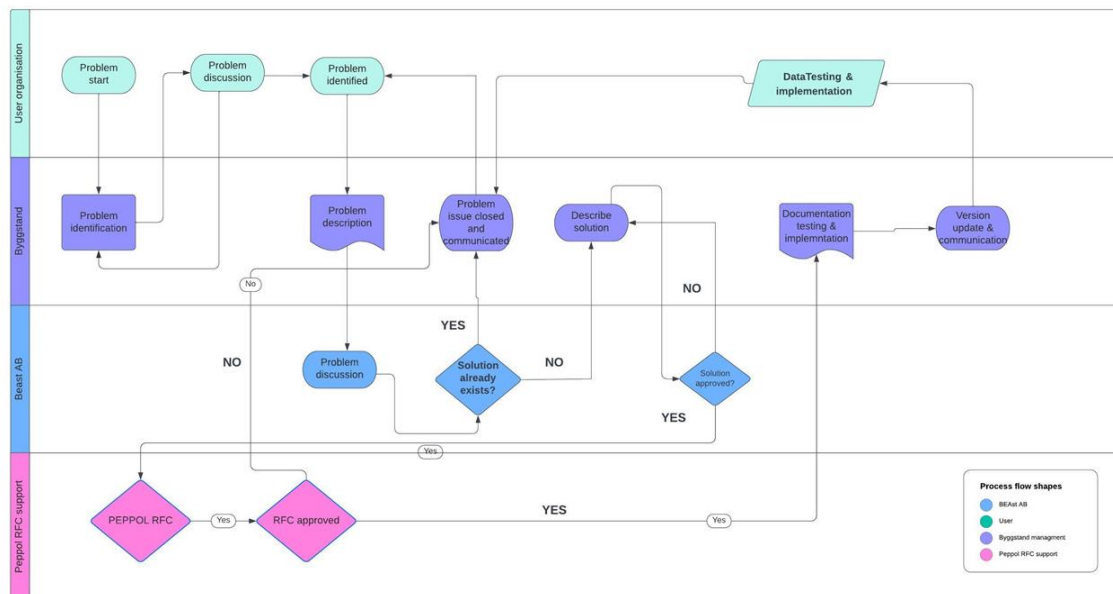 User organisation
Problem
start
Problem
discussion
Problem
identified
DataTesting &
implementation
Byggstand
Problem
identification
Problem
description
Problem
issue closed
and
communicated
Describe
solution
Documentation
testing &
implemntation
Version
update &
communication
No
NO
Beast AB
Problem
discussion
YES
Solution
already
exists?
NO
NO
Solution
approved?
YES
Yes
Peppol RFC support
PEPPOL RFC
Yes
RFC approved
YES
Yes
Process flow shapes
BEAst AB
User
Byggstand managment
Peppol RFC support